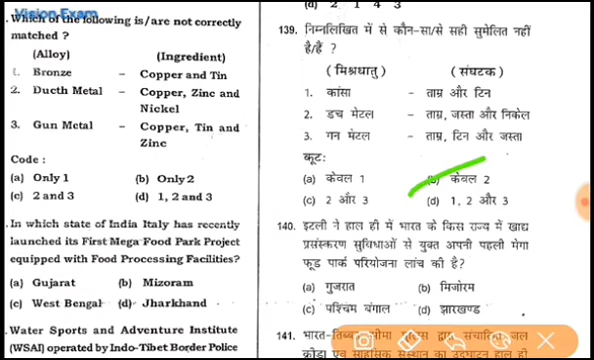 Vision Exam
. Which of the following is/are not correctly
matched ?
(Alloy) (Ingredient)
1. Bronze – Copper and Tin
2. Ducth Metal – Copper, Zinc and
Nickel
3. Gun Metal – Copper, Tin and
Zinc
Code :
(a) Only 1 (b) Only 2
(c) 2 and 3 (d) 1, 2 and 3
. In which state of India Italy has recently
launched its First Mega Food Park Project
equipped with Food Processing Facilities?
(a) Gujarat (b) Mizoram
(c) West Bengal (d) Jharkhand
. Water Sports and Adventure Institute
(WSAI) operated by Indo-Tibet Border Police
(d) 2 1 4 3
139. निम्नलिखित में से कौन-सा/से सही सुमेलित नहीं
है/हैं ?
(मिश्रधातु) (संघटक)
1. कांसा – ताम्र और टिन
2. डच मेटल – ताम्र, जस्ता और निकेल
3. गन मेटल – ताम्र, टिन और जस्ता
कूट:
(a) केवल 1 (b) केवल 2
(c) 2 और 3 (d) 1, 2 और 3
140. इटली ने हाल ही में भारत के किस राज्य में खाद्य
प्रसंस्करण सुविधाओं से युक्त अपनी पहली मेगा
फूड पार्क परियोजना लांच की है?
(a) गुजरात (b) मिजोरम
(c) पश्चिम बंगाल (d) झारखण्ड
141. भारत-तिब्बत सीमा पुलिस द्वारा संचालित जल
क्रीड़ा एवं साहसिक संस्थान का उद्घाटन हाल ही